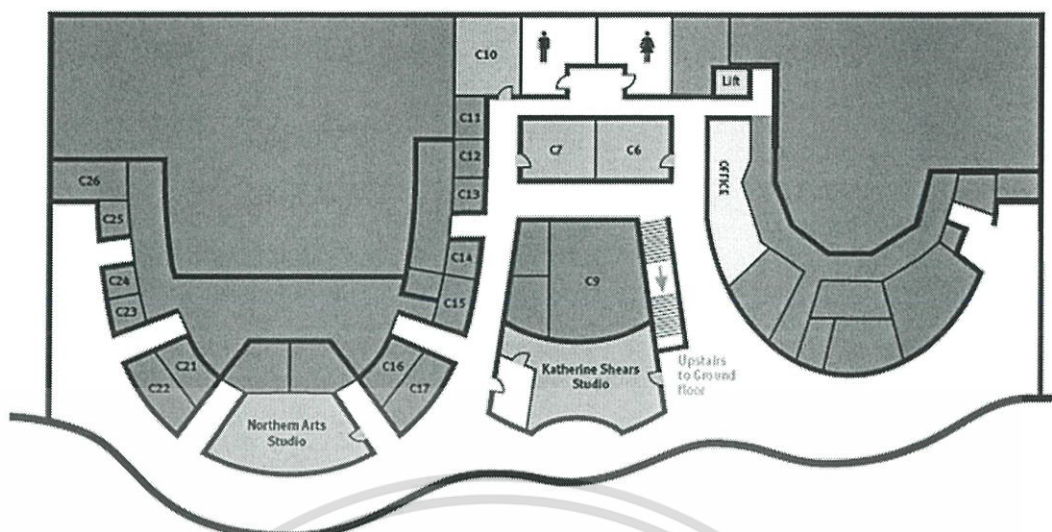 C10
Lift
C11
C7
C6
C12
OFFICE
C26
C13
C25
C14
C9
C24
C15
C23
Upstairs
to Ground
floor
C21
C16
Katherine Shears
Studio
C22
C17
Northern Arts
Studio